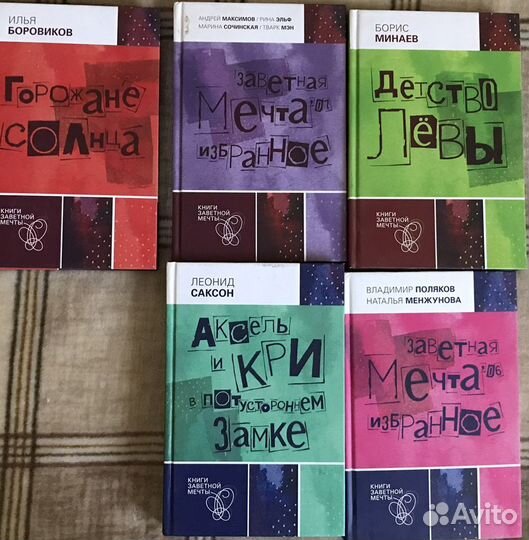 ИЛЬЯ
БОРОВИКОВ
ГОРОЖАНЕ
СОЛНЦА
КНИГИ
ЗАВЕТНОЙ
МЕЧТЫ
АНДРЕЙ МАКСИМОВ / РИНА ЭЛЬФ
МАРИНА СОЧИНСКАЯ / ТВАРК МЭН
ЗАВЕТНАЯ
МЕЧТА'07
ИЗБРАННОЕ
КНИГИ
ЗАВЕТНОЙ
МЕЧТЫ
БОРИС
МИНАЕВ
ДЕТСТВО
ЛЁВЫ
КНИГИ
ЗАВЕТНОЙ
МЕЧТЫ
ЛЕОНИД
САКСОН
АКСЕЛЬ
И КРИ
В ПОТУСТОРОННЕМ
ЗАМКЕ
КНИГИ
ЗАВЕТНОЙ
МЕЧТЫ
ВЛАДИМИР ПОЛЯКОВ
НАТАЛЬЯ МЕНЖУНОВА
ЗАВЕТНАЯ
МЕЧТА'06
ИЗБРАННОЕ
КНИГИ
ЗАВЕТНОЙ
МЕЧТЫ
Avito